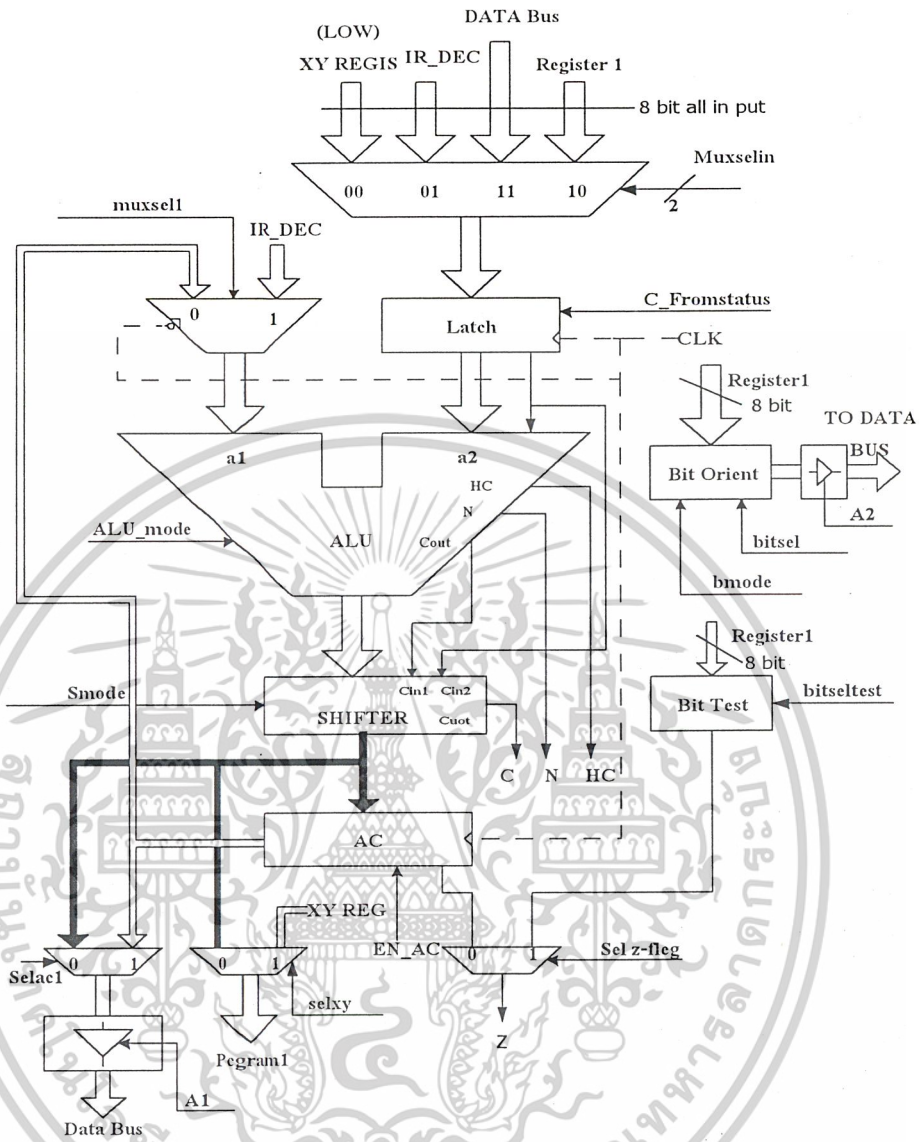 DATA Bus
(LOW)
XY REGIS IR_DEC
Register 1
8 bit all in put
Muxselin
00 01 11 10
2
muxsel1
IR_DEC
0 1
C_Fromstatus
Latch
CLK
Register1
8 bit
TO DATA
BUS
a1 a2
HC
N
Bit Orient
A2
ALU_mode
ALU
Cout
bitsel
bmode
Register1
8 bit
Smode
CIn1 CIn2
bitseltest
SHIFTER
Cuot
Bit Test
C N HC
AC
XY REG
EN_AC
0 1
Selac1
0 1
0 1
Sel z-fleg
selxy
Pegram1
Z
A1
Data Bus